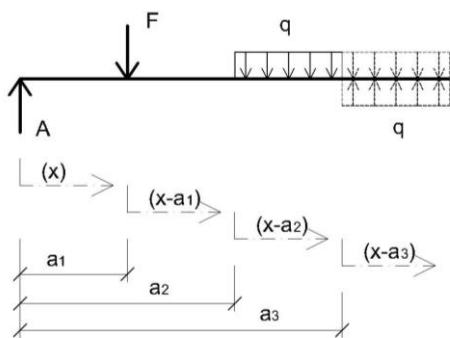 F
q
A
q
(x)
(x-a1)
(x-a2)
(x-a3)
a1
a2
a3